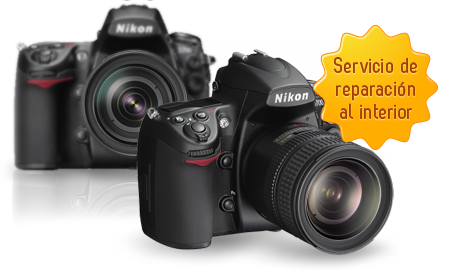 Nikon
Nikon
Servicio de
reparación
al interior